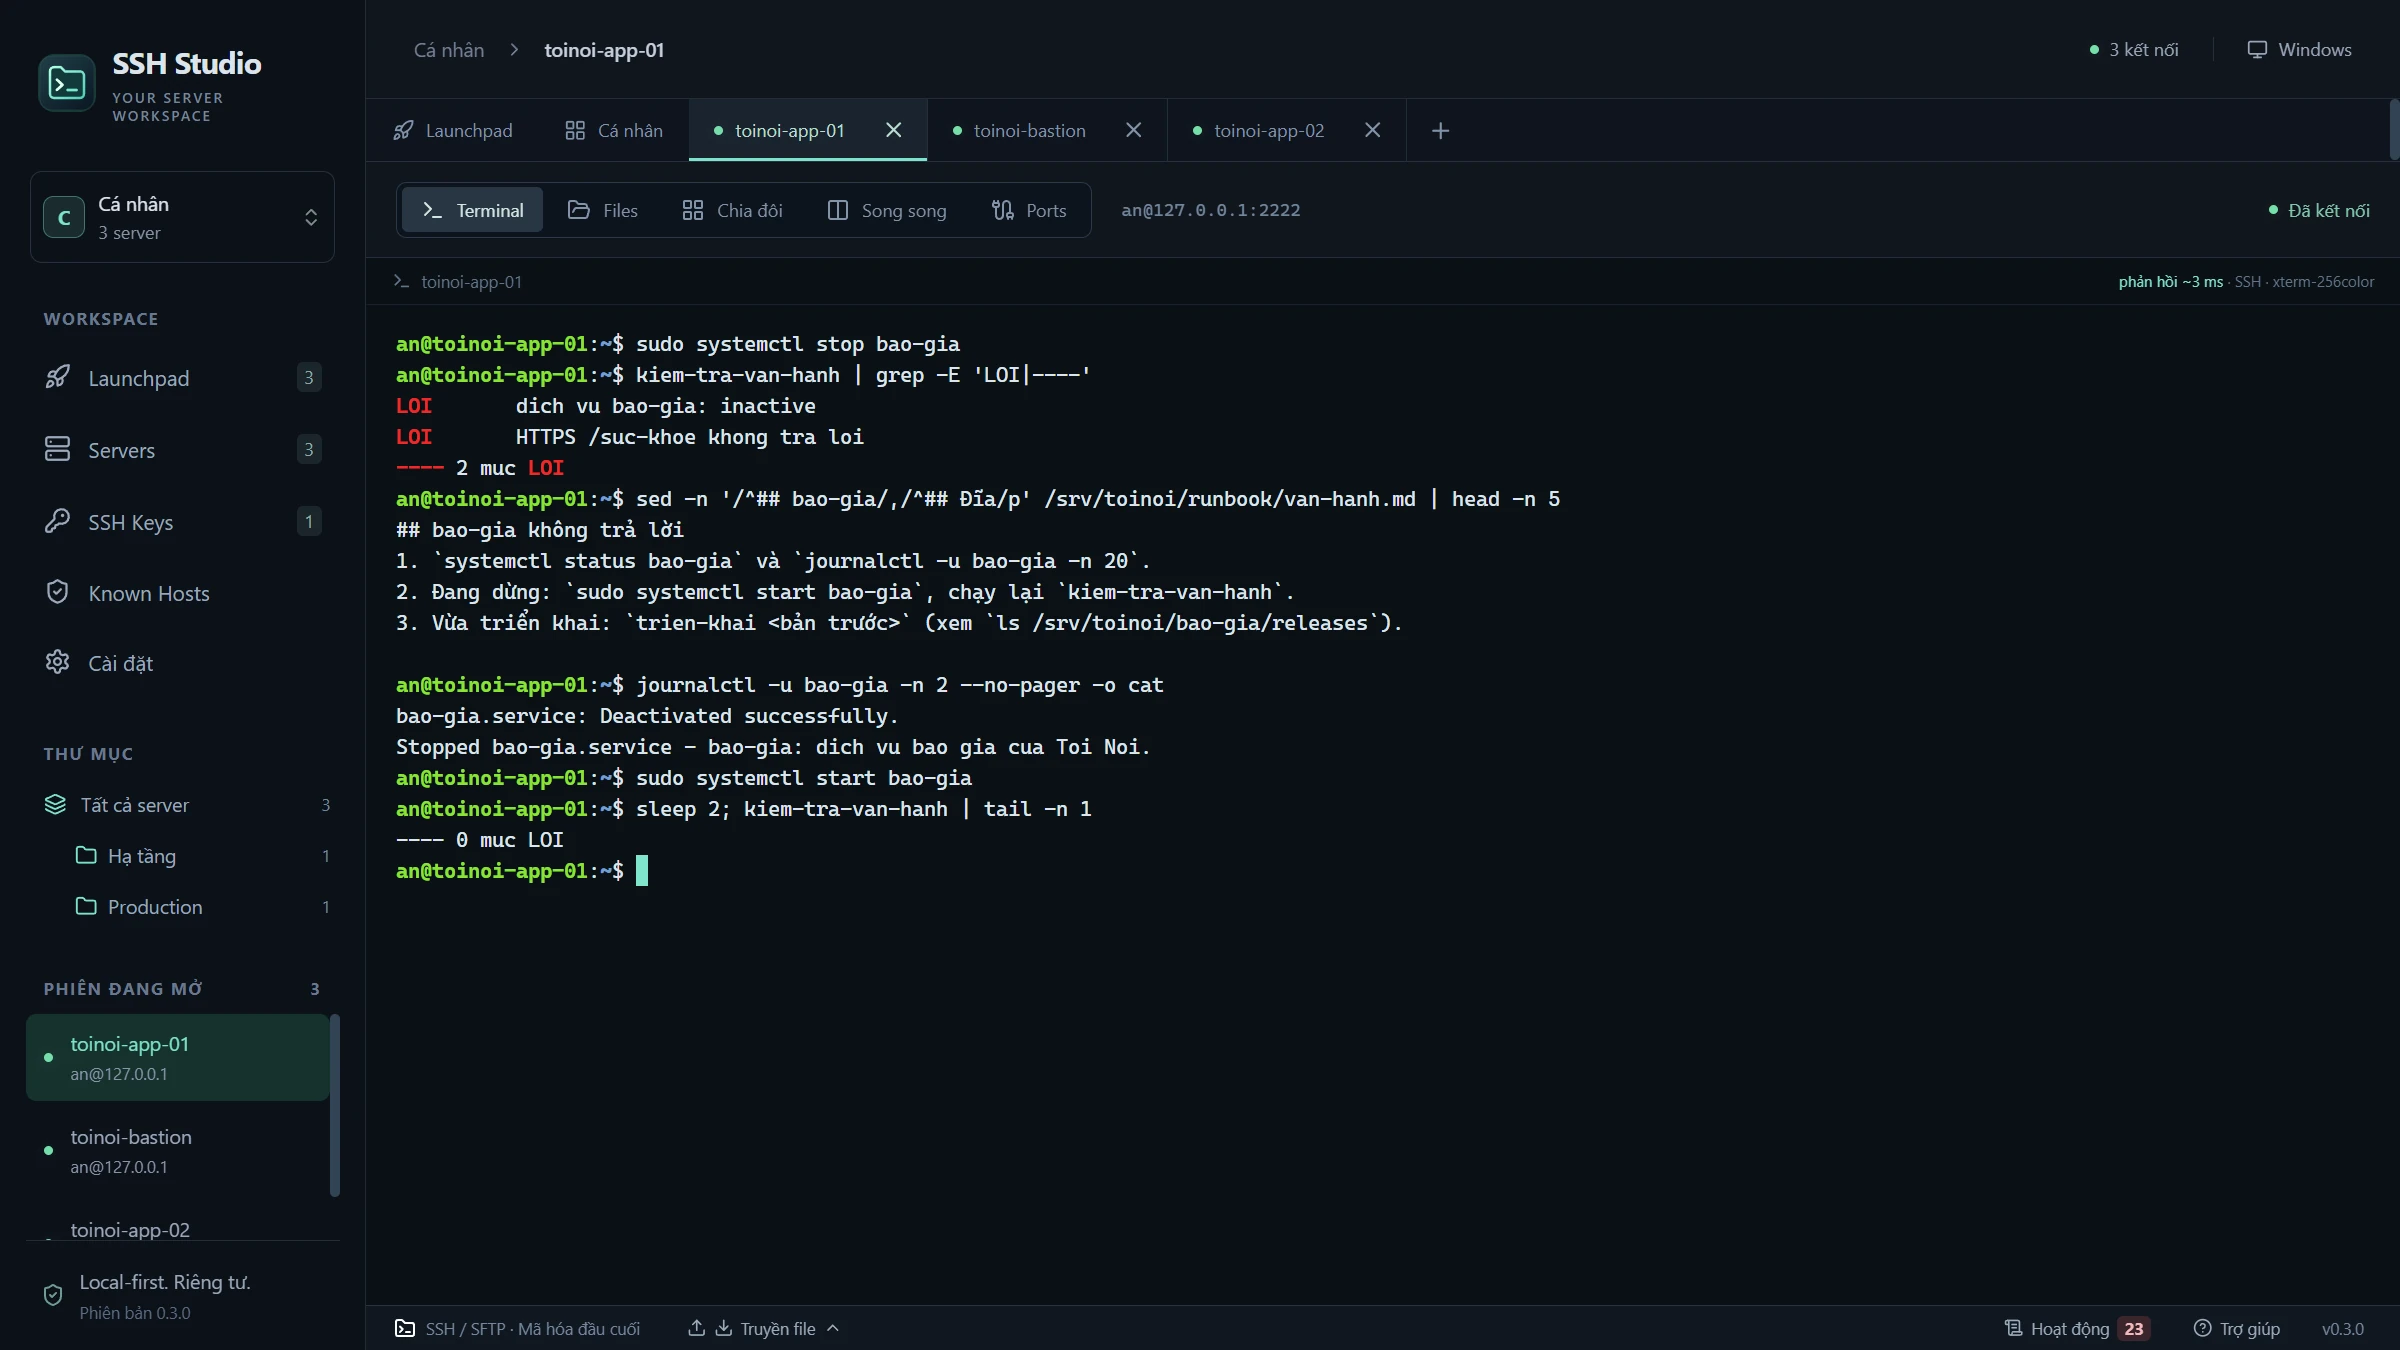 SSH Studio
YOUR SERVER
WORKSPACE
C
Cá nhân
3 server
WORKSPACE
Launchpad 3
Servers 3
SSH Keys 1
Known Hosts
Cài đặt
THƯ MỤC
Tất cả server 3
Hạ tầng 1
Production 1
PHIÊN ĐANG MỞ 3
toinoi-app-01
an@127.0.0.1
toinoi-bastion
an@127.0.0.1
toinoi-app-02
Local-first. Riêng tư.
Phiên bản 0.3.0
Cá nhân > toinoi-app-01
3 kết nối
Windows
Launchpad
Cá nhân
toinoi-app-01
toinoi-bastion
toinoi-app-02
Terminal
Files
Chia đôi
Song song
Ports
an@127.0.0.1:2222
Đã kết nối
toinoi-app-01
phản hồi ~3 ms · SSH · xterm-256color
an@toinoi-app-01:~$ sudo systemctl stop bao-gia
an@toinoi-app-01:~$ kiem-tra-van-hanh | grep -E 'LOI|----'
LOI dich vu bao-gia: inactive
LOI HTTPS /suc-khoe khong tra loi
---- 2 muc LOI
an@toinoi-app-01:~$ sed -n '/^## bao-gia/,/^## Đĩa/p' /srv/toinoi/runbook/van-hanh.md | head -n 5
## bao-gia không trả lời
1. `systemctl status bao-gia` và `journalctl -u bao-gia -n 20`.
2. Đang dừng: `sudo systemctl start bao-gia`, chạy lại `kiem-tra-van-hanh`.
3. Vừa triển khai: `trien-khai <bản trước>` (xem `ls /srv/toinoi/bao-gia/releases`).
an@toinoi-app-01:~$ journalctl -u bao-gia -n 2 --no-pager -o cat
bao-gia.service: Deactivated successfully.
Stopped bao-gia.service - bao-gia: dich vu bao gia cua Toi Noi.
an@toinoi-app-01:~$ sudo systemctl start bao-gia
an@toinoi-app-01:~$ sleep 2; kiem-tra-van-hanh | tail -n 1
---- 0 muc LOI
an@toinoi-app-01:~$
SSH / SFTP · Mã hóa đầu cuối
Truyền file
Hoạt động 23
Trợ giúp
v0.3.0